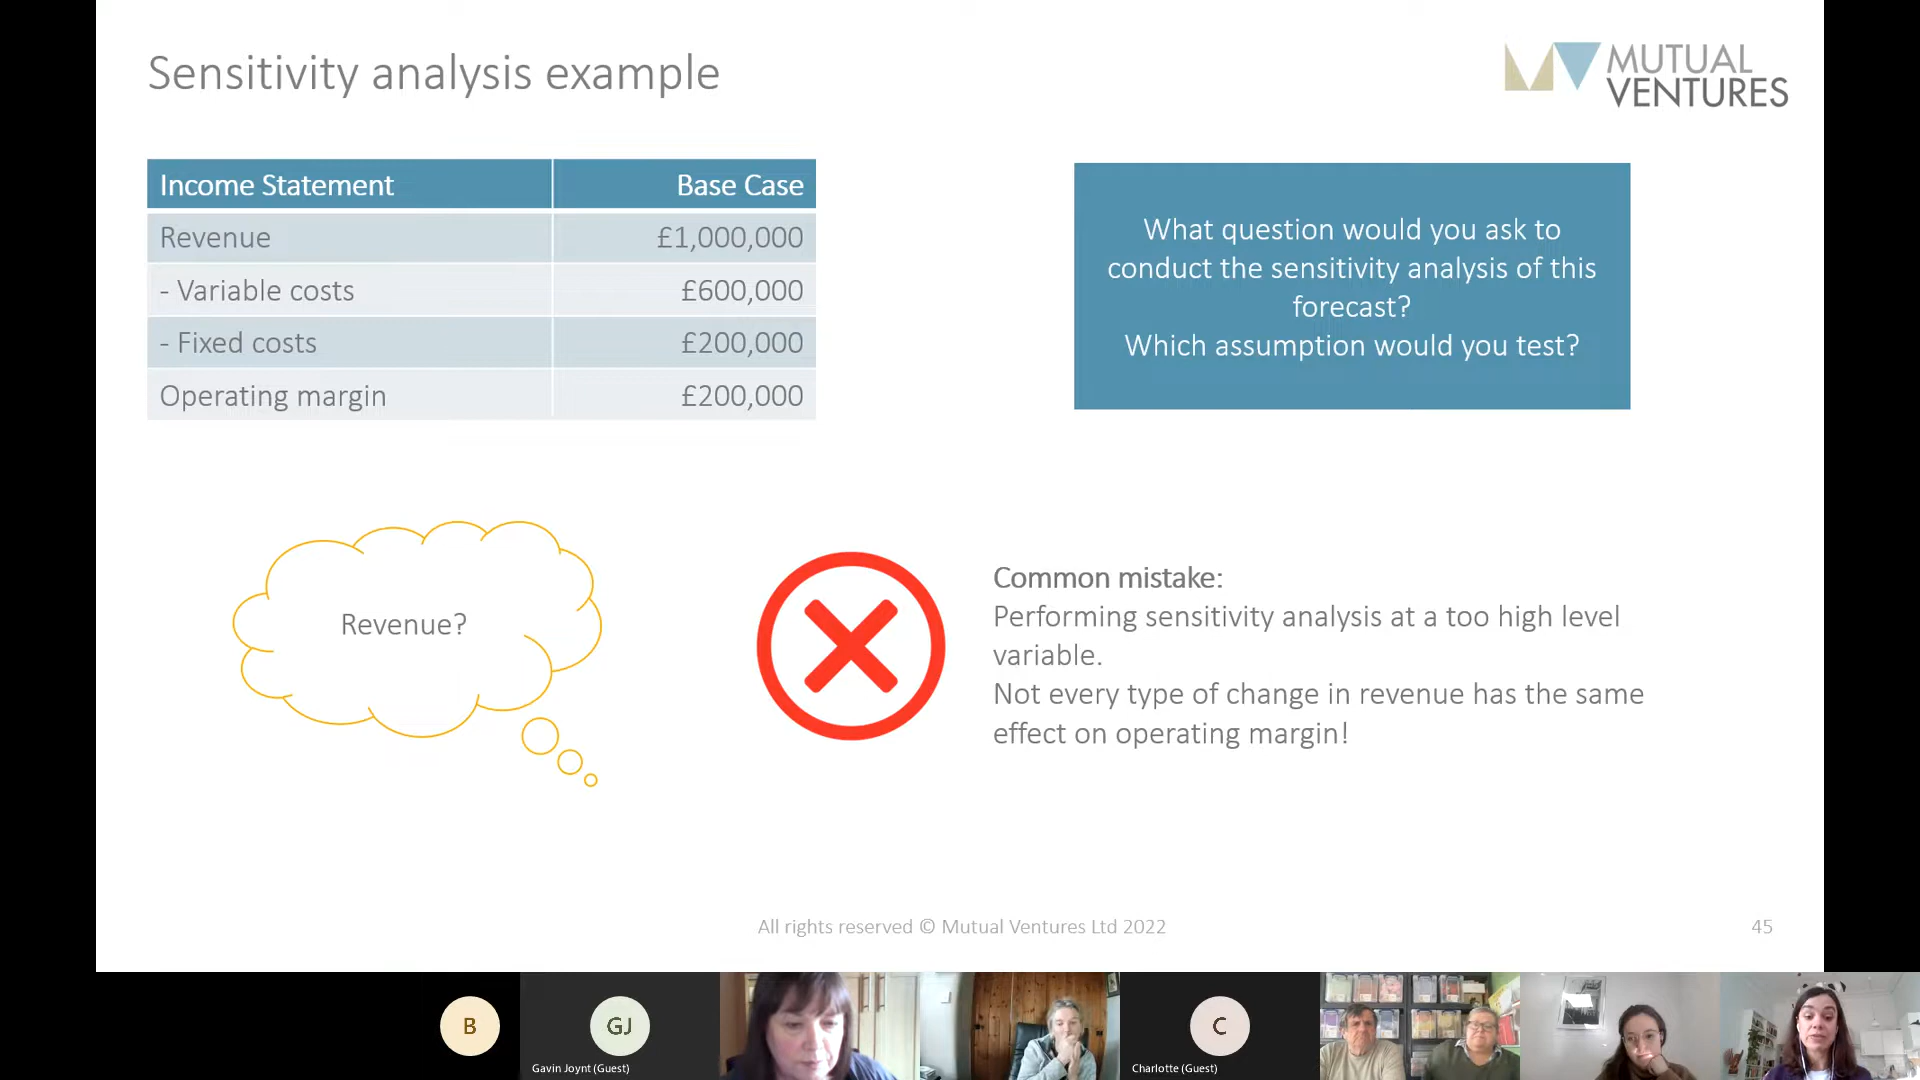 Sensitivity analysis example
MUTUAL
VENTURES
Income Statement Base Case
Revenue £1,000,000
- Variable costs £600,000
- Fixed costs £200,000
Operating margin £200,000
What question would you ask to
conduct the sensitivity analysis of this
forecast?
Which assumption would you test?
Revenue?
Common mistake:
Performing sensitivity analysis at a too high level
variable.
Not every type of change in revenue has the same
effect on operating margin!
All rights reserved © Mutual Ventures Ltd 2022
45
B
GJ
Gavin Joynt (Guest)
C
Charlotte (Guest)